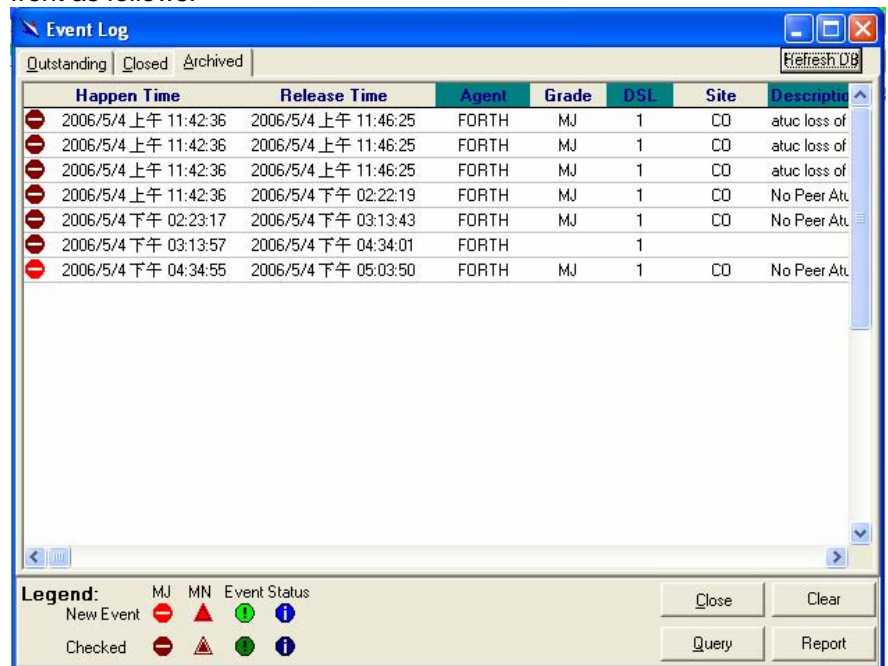 Event Log
Outstanding Closed Archived Refresh DB
Happen Time Release Time Agent Grade DSL Site Descriptio
2006/5/4 上午 11:42:36 2006/5/4 上午 11:46:25 FORTH MJ 1 CO atuc loss of
2006/5/4 上午 11:42:36 2006/5/4 上午 11:46:25 FORTH MJ 1 CO atuc loss of
2006/5/4 上午 11:42:36 2006/5/4 上午 11:46:25 FORTH MJ 1 CO atuc loss of
2006/5/4 上午 11:42:36 2006/5/4 下午 02:22:19 FORTH MJ 1 CO No Peer Atu
2006/5/4 下午 02:23:17 2006/5/4 下午 03:13:43 FORTH MJ 1 CO No Peer Atu
2006/5/4 下午 03:13:57 2006/5/4 下午 04:34:01 FORTH 1
2006/5/4 下午 04:34:55 2006/5/4 下午 05:03:50 FORTH MJ 1 CO No Peer Atu
Legend: MJ MN Event Status
New Event
Checked
Close Clear
Query Report